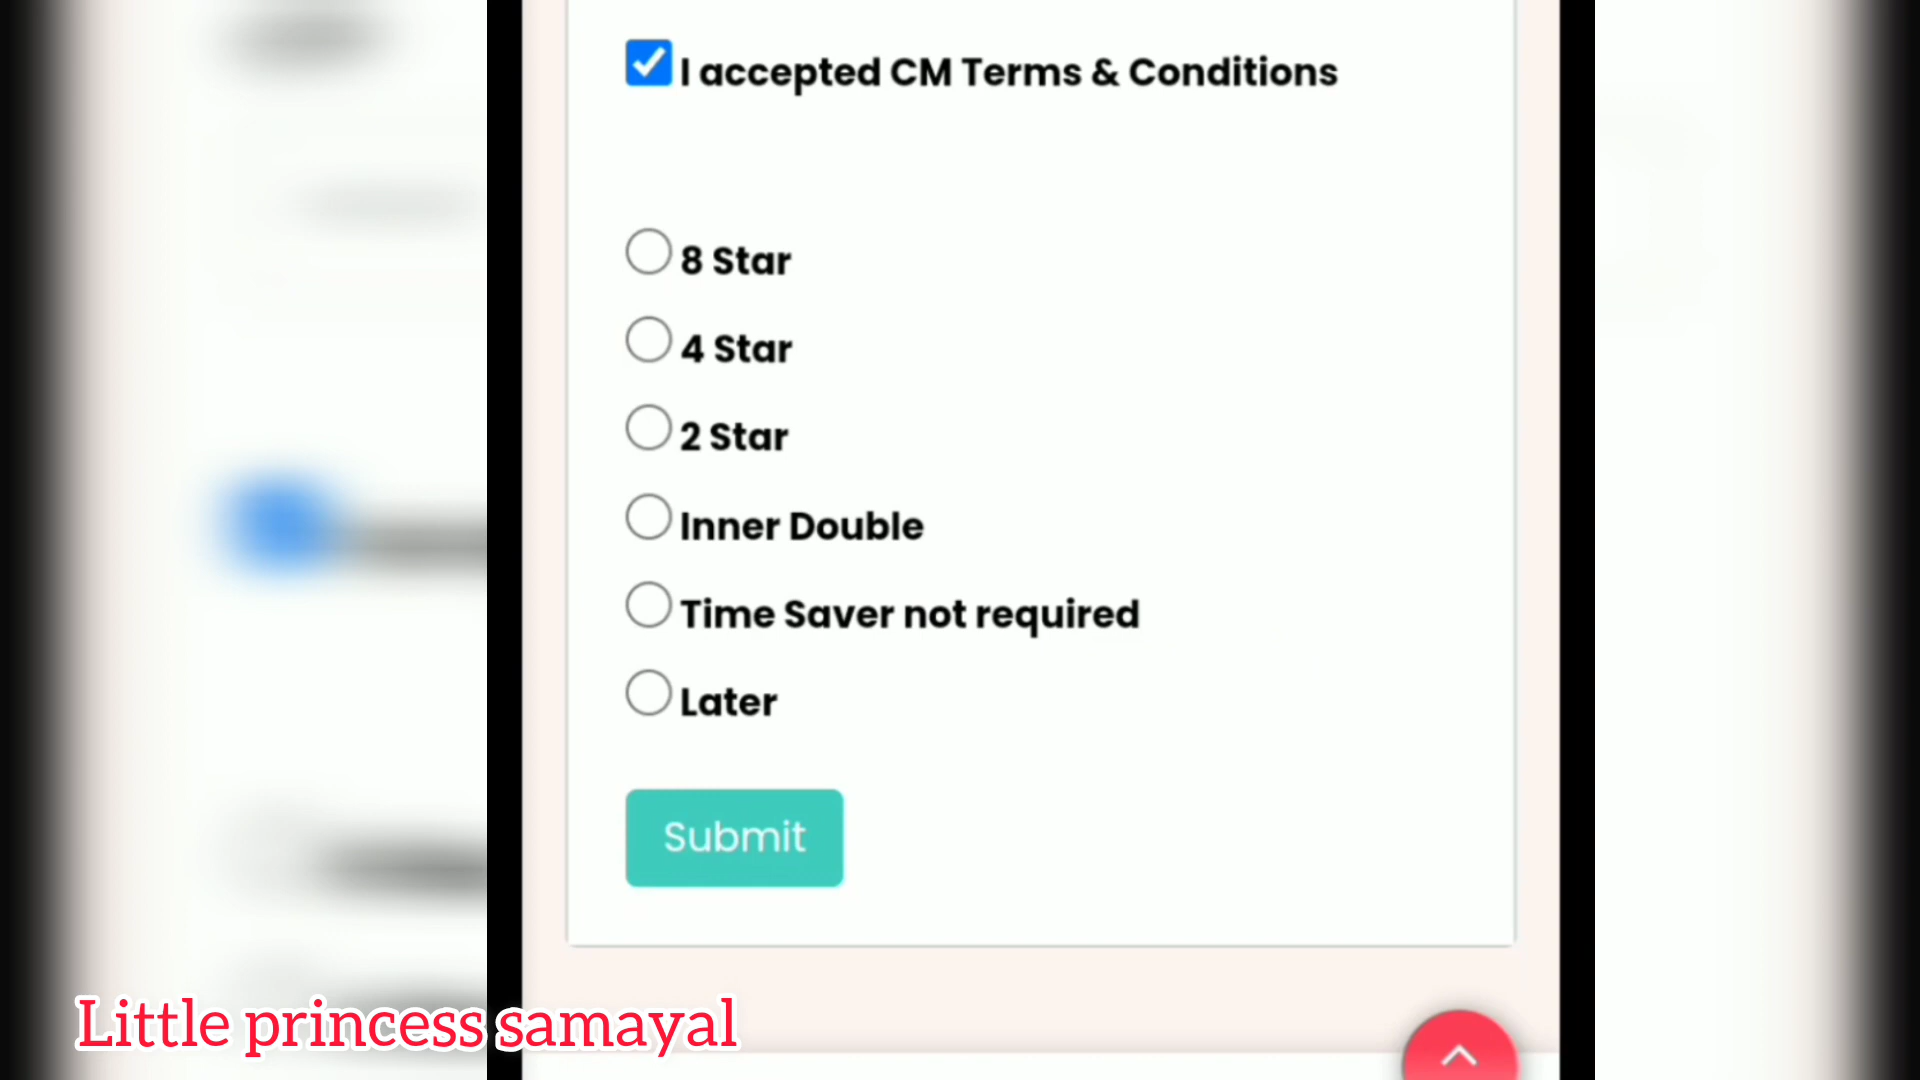 I accepted CM Terms & Conditions
8 Star
4 Star
2 Star
Inner Double
Time Saver not required
Later
Submit
Little princess samayal